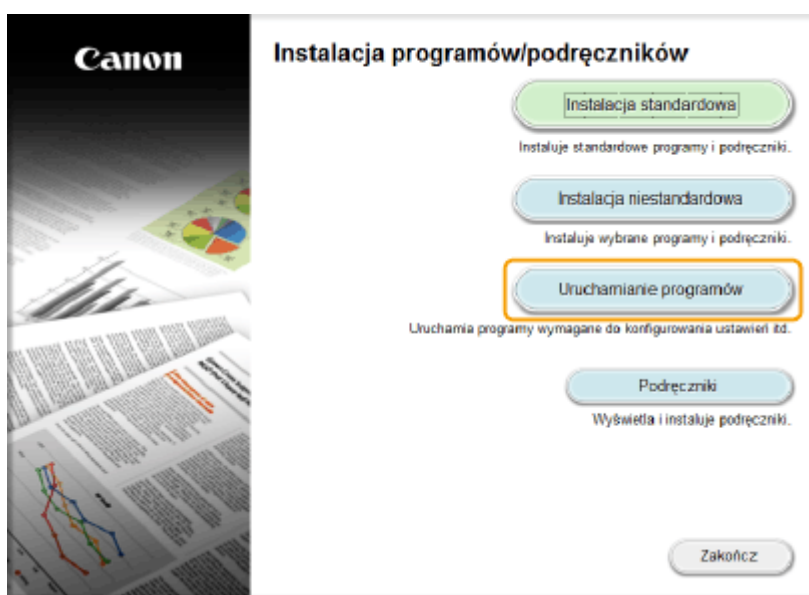 Canon
Instalacja programów/podręczników
Instalacja standardowa
Instaluje standardowe programy i podręczniki.
Instalacja niestandardowa
Instaluje wybrane programy i podręczniki.
Uruchamianie programów
Uruchamia programy wymagane do konfigurowania ustawień itd.
Podręczniki
Wyświetla i instaluje podręczniki.
Zakończ